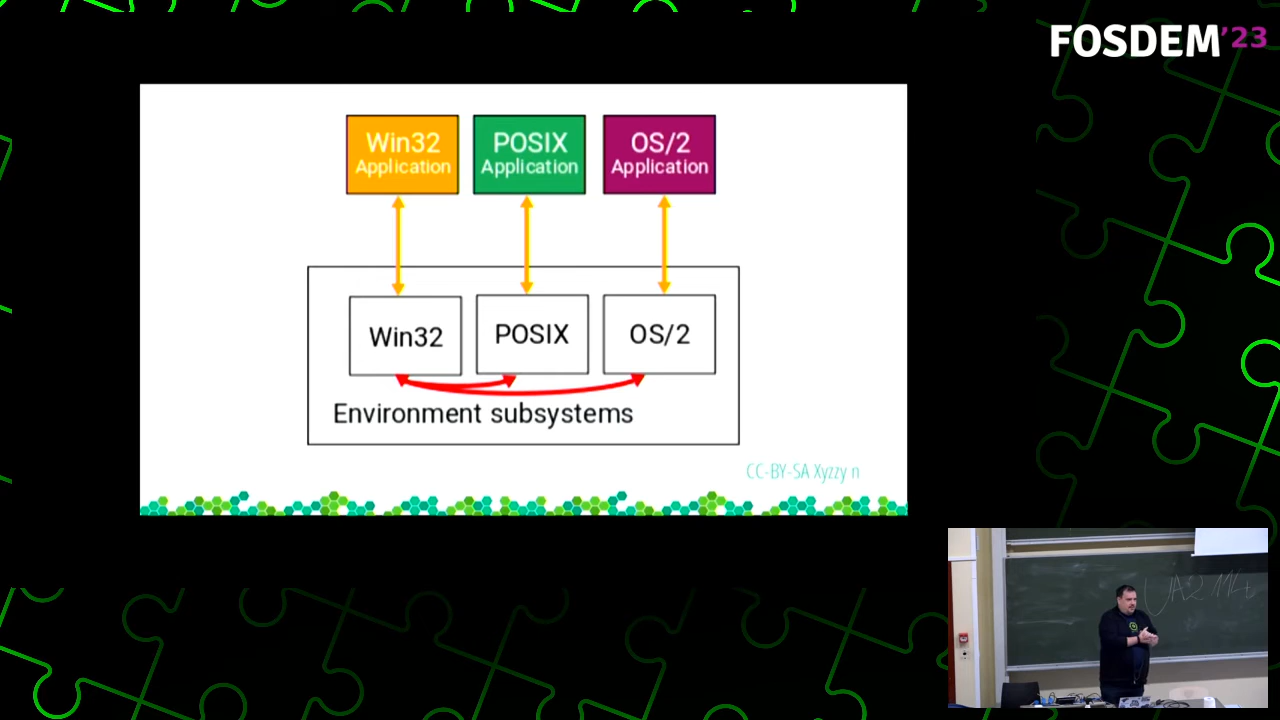 FOSDEM'23
Win32
Application
POSIX
Application
OS/2
Application
Win32
POSIX
OS/2
Environment subsystems
CC-BY-SA Xyzzy n